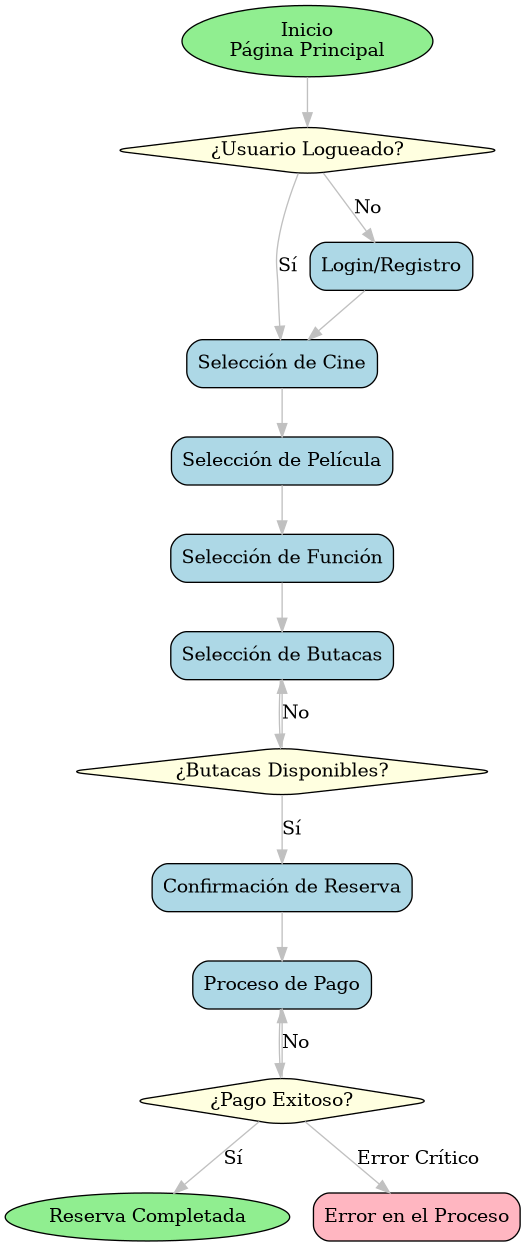 Inicio
Página Principal
¿Usuario Logueado?
No
Sí
Login/Registro
Selección de Cine
Selección de Película
Selección de Función
Selección de Butacas
No
¿Butacas Disponibles?
Sí
Confirmación de Reserva
Proceso de Pago
No
¿Pago Exitoso?
Sí
Error Crítico
Reserva Completada
Error en el Proceso